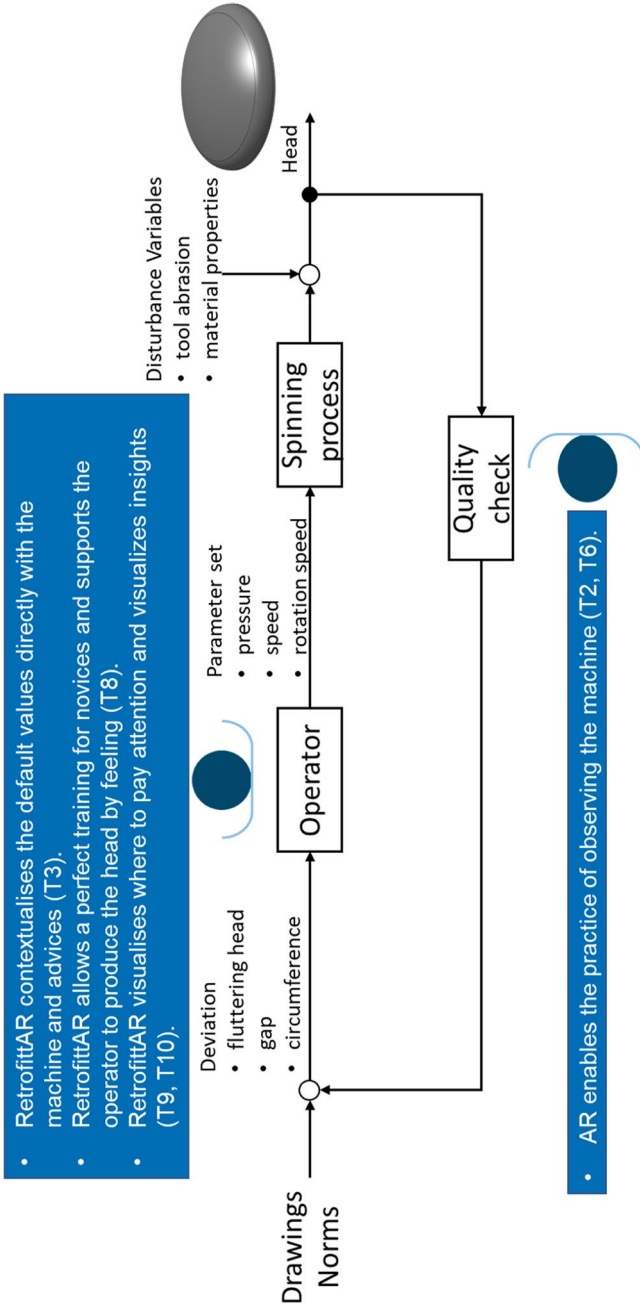 • RetrofittAR contextualises the default values directly with the
machine and advices (T3).
• RetrofittAR allows a perfect training for novices and supports the
operator to produce the head by feeling (T8).
• RetrofittAR visualises where to pay attention and visualizes insights
(T9, T10).
Drawings
Norms
Deviation
• fluttering head
• gap
• circumference
Operator
Parameter set
• pressure
• speed
• rotation speed
Spinning
process
Disturbance Variables
• tool abrasion
• material properties
Head
Quality
check
• AR enables the practice of observing the machine (T2, T6).